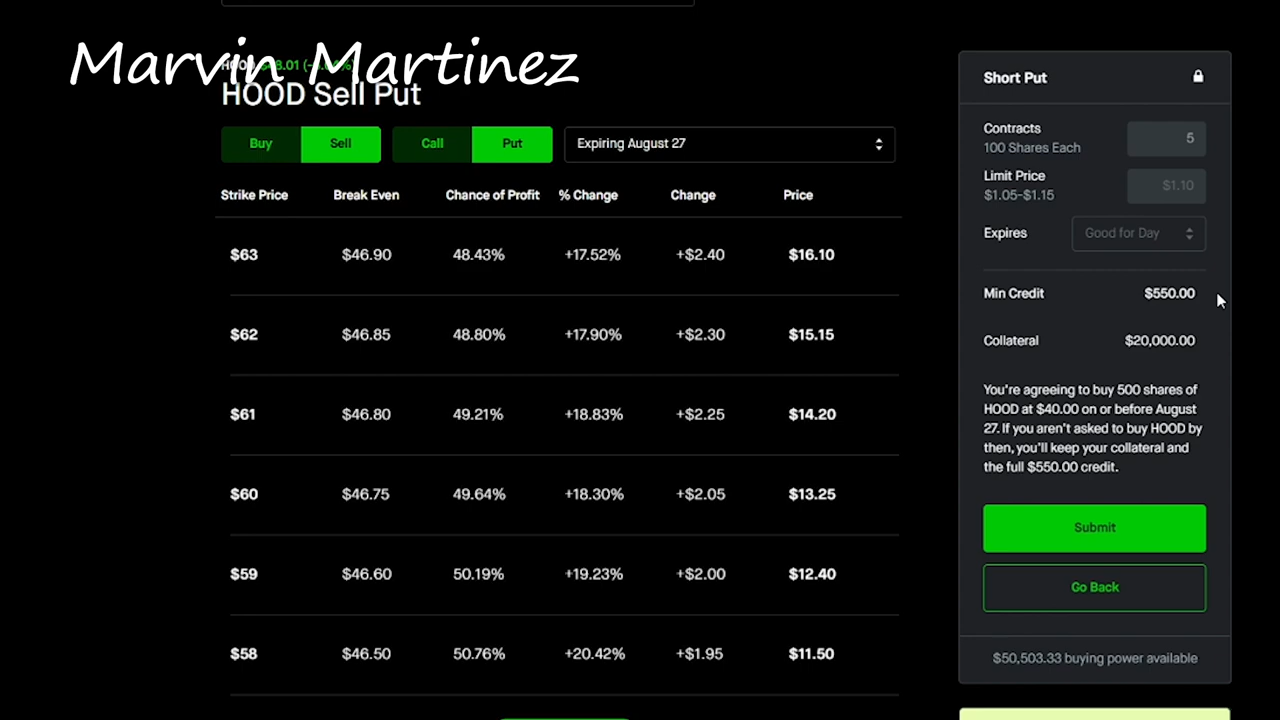 Marvin Martinez
HOOD Sell Put
Buy Sell Call Put Expiring August 27
Strike Price Break Even Chance of Profit % Change Change Price
$63 $46.90 48.43% +17.52% +$2.40 $16.10
$62 $46.85 48.80% +17.90% +$2.30 $15.15
$61 $46.80 49.21% +18.83% +$2.25 $14.20
$60 $46.75 49.64% +18.30% +$2.05 $13.25
$59 $46.60 50.19% +19.23% +$2.00 $12.40
$58 $46.50 50.76% +20.42% +$1.95 $11.50
Short Put
Contracts 5
100 Shares Each
Limit Price $1.10
$1.05-$1.15
Expires Good for Day
Min Credit $550.00
Collateral $20,000.00
You're agreeing to buy 500 shares of
HOOD at $40.00 on or before August
27. If you aren't asked to buy HOOD by
then, you'll keep your collateral and
the full $550.00 credit.
Submit
Go Back
$50,503.33 buying power available